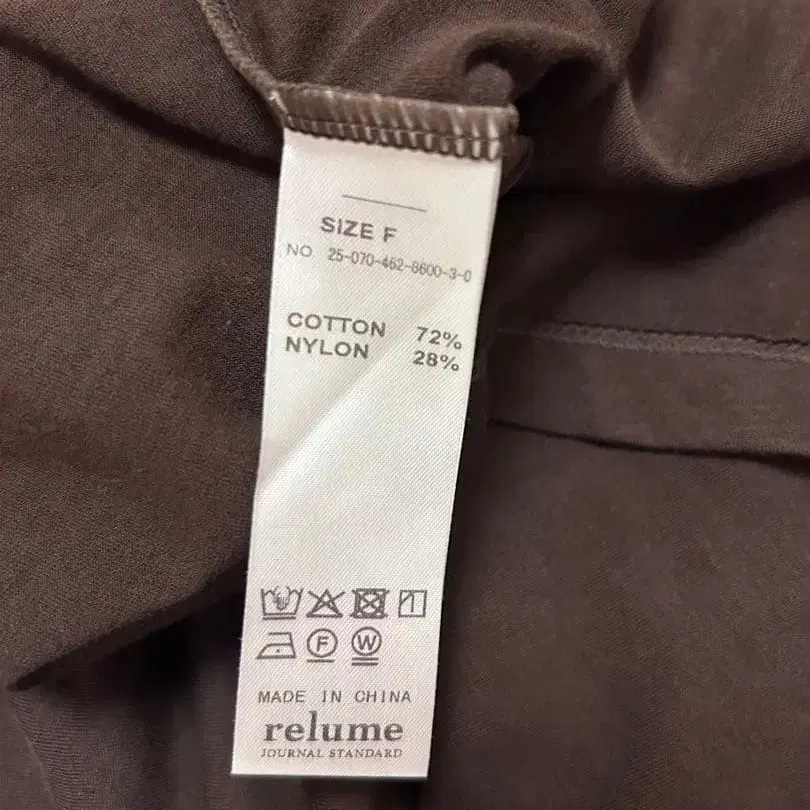 SIZE F
NO. 25-070-462-8600-3-0
COTTON 72%
NYLON 28%
F W
MADE IN CHINA
relume
JOURNAL STANDARD